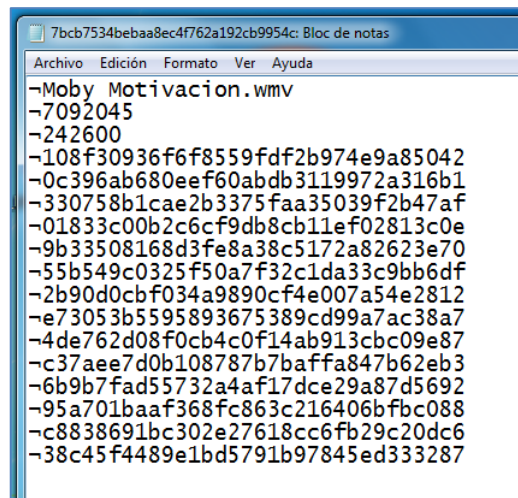 7bcb7534bebaa8ec4f762a192cb9954c: Bloc de notas
Archivo Edición Formato Ver Ayuda
¬Moby Motivacion.wmv
¬7092045
¬242600
¬108f30936f6f8559fdf2b974e9a85042
¬0c396ab680eef60abdb3119972a316b1
¬330758b1cae2b3375faa35039f2b47af
¬01833c00b2c6cf9db8cb11ef02813c0e
¬9b33508168d3fe8a38c5172a82623e70
¬55b549c0325f50a7f32c1da33c9bb6df
¬2b90d0cbf034a9890cf4e007a54e2812
¬e73053b5595893675389cd99a7ac38a7
¬4de762d08f0cb4c0f14ab913cbc09e87
¬c37aee7d0b108787b7baffa847b62eb3
¬6b9b7fad55732a4af17dce29a87d5692
¬95a701baaf368fc863c216406bfbc088
¬c8838691bc302e27618cc6fb29c20dc6
¬38c45f4489e1bd5791b97845ed333287